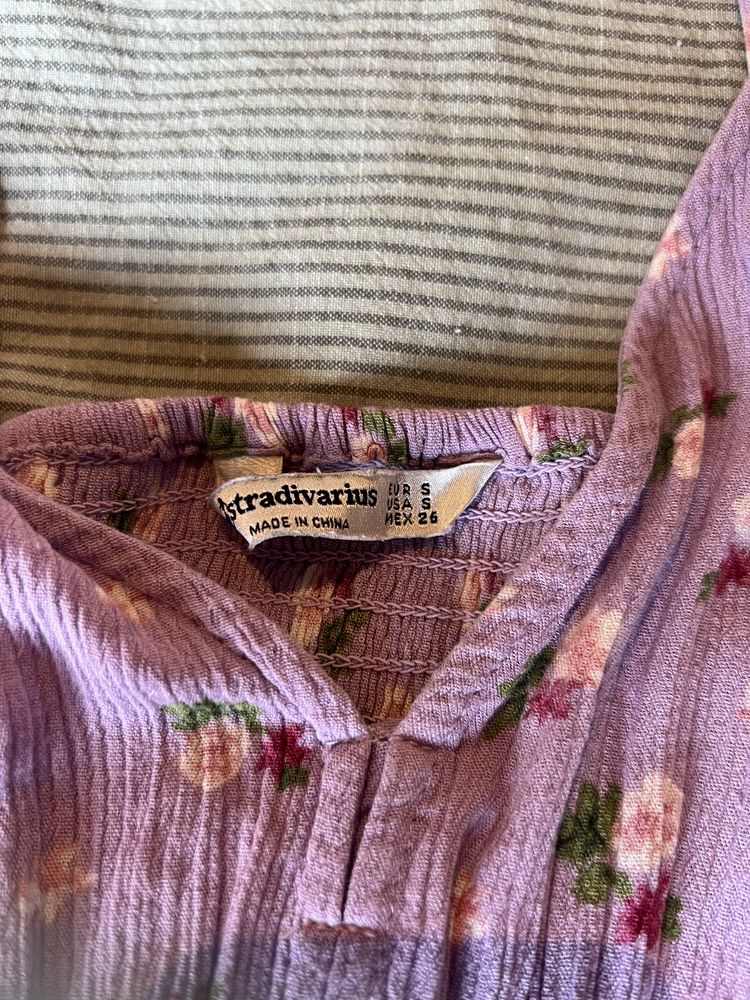 stradivarius
MADE IN CHINA
EUR S
USA S
MEX 26